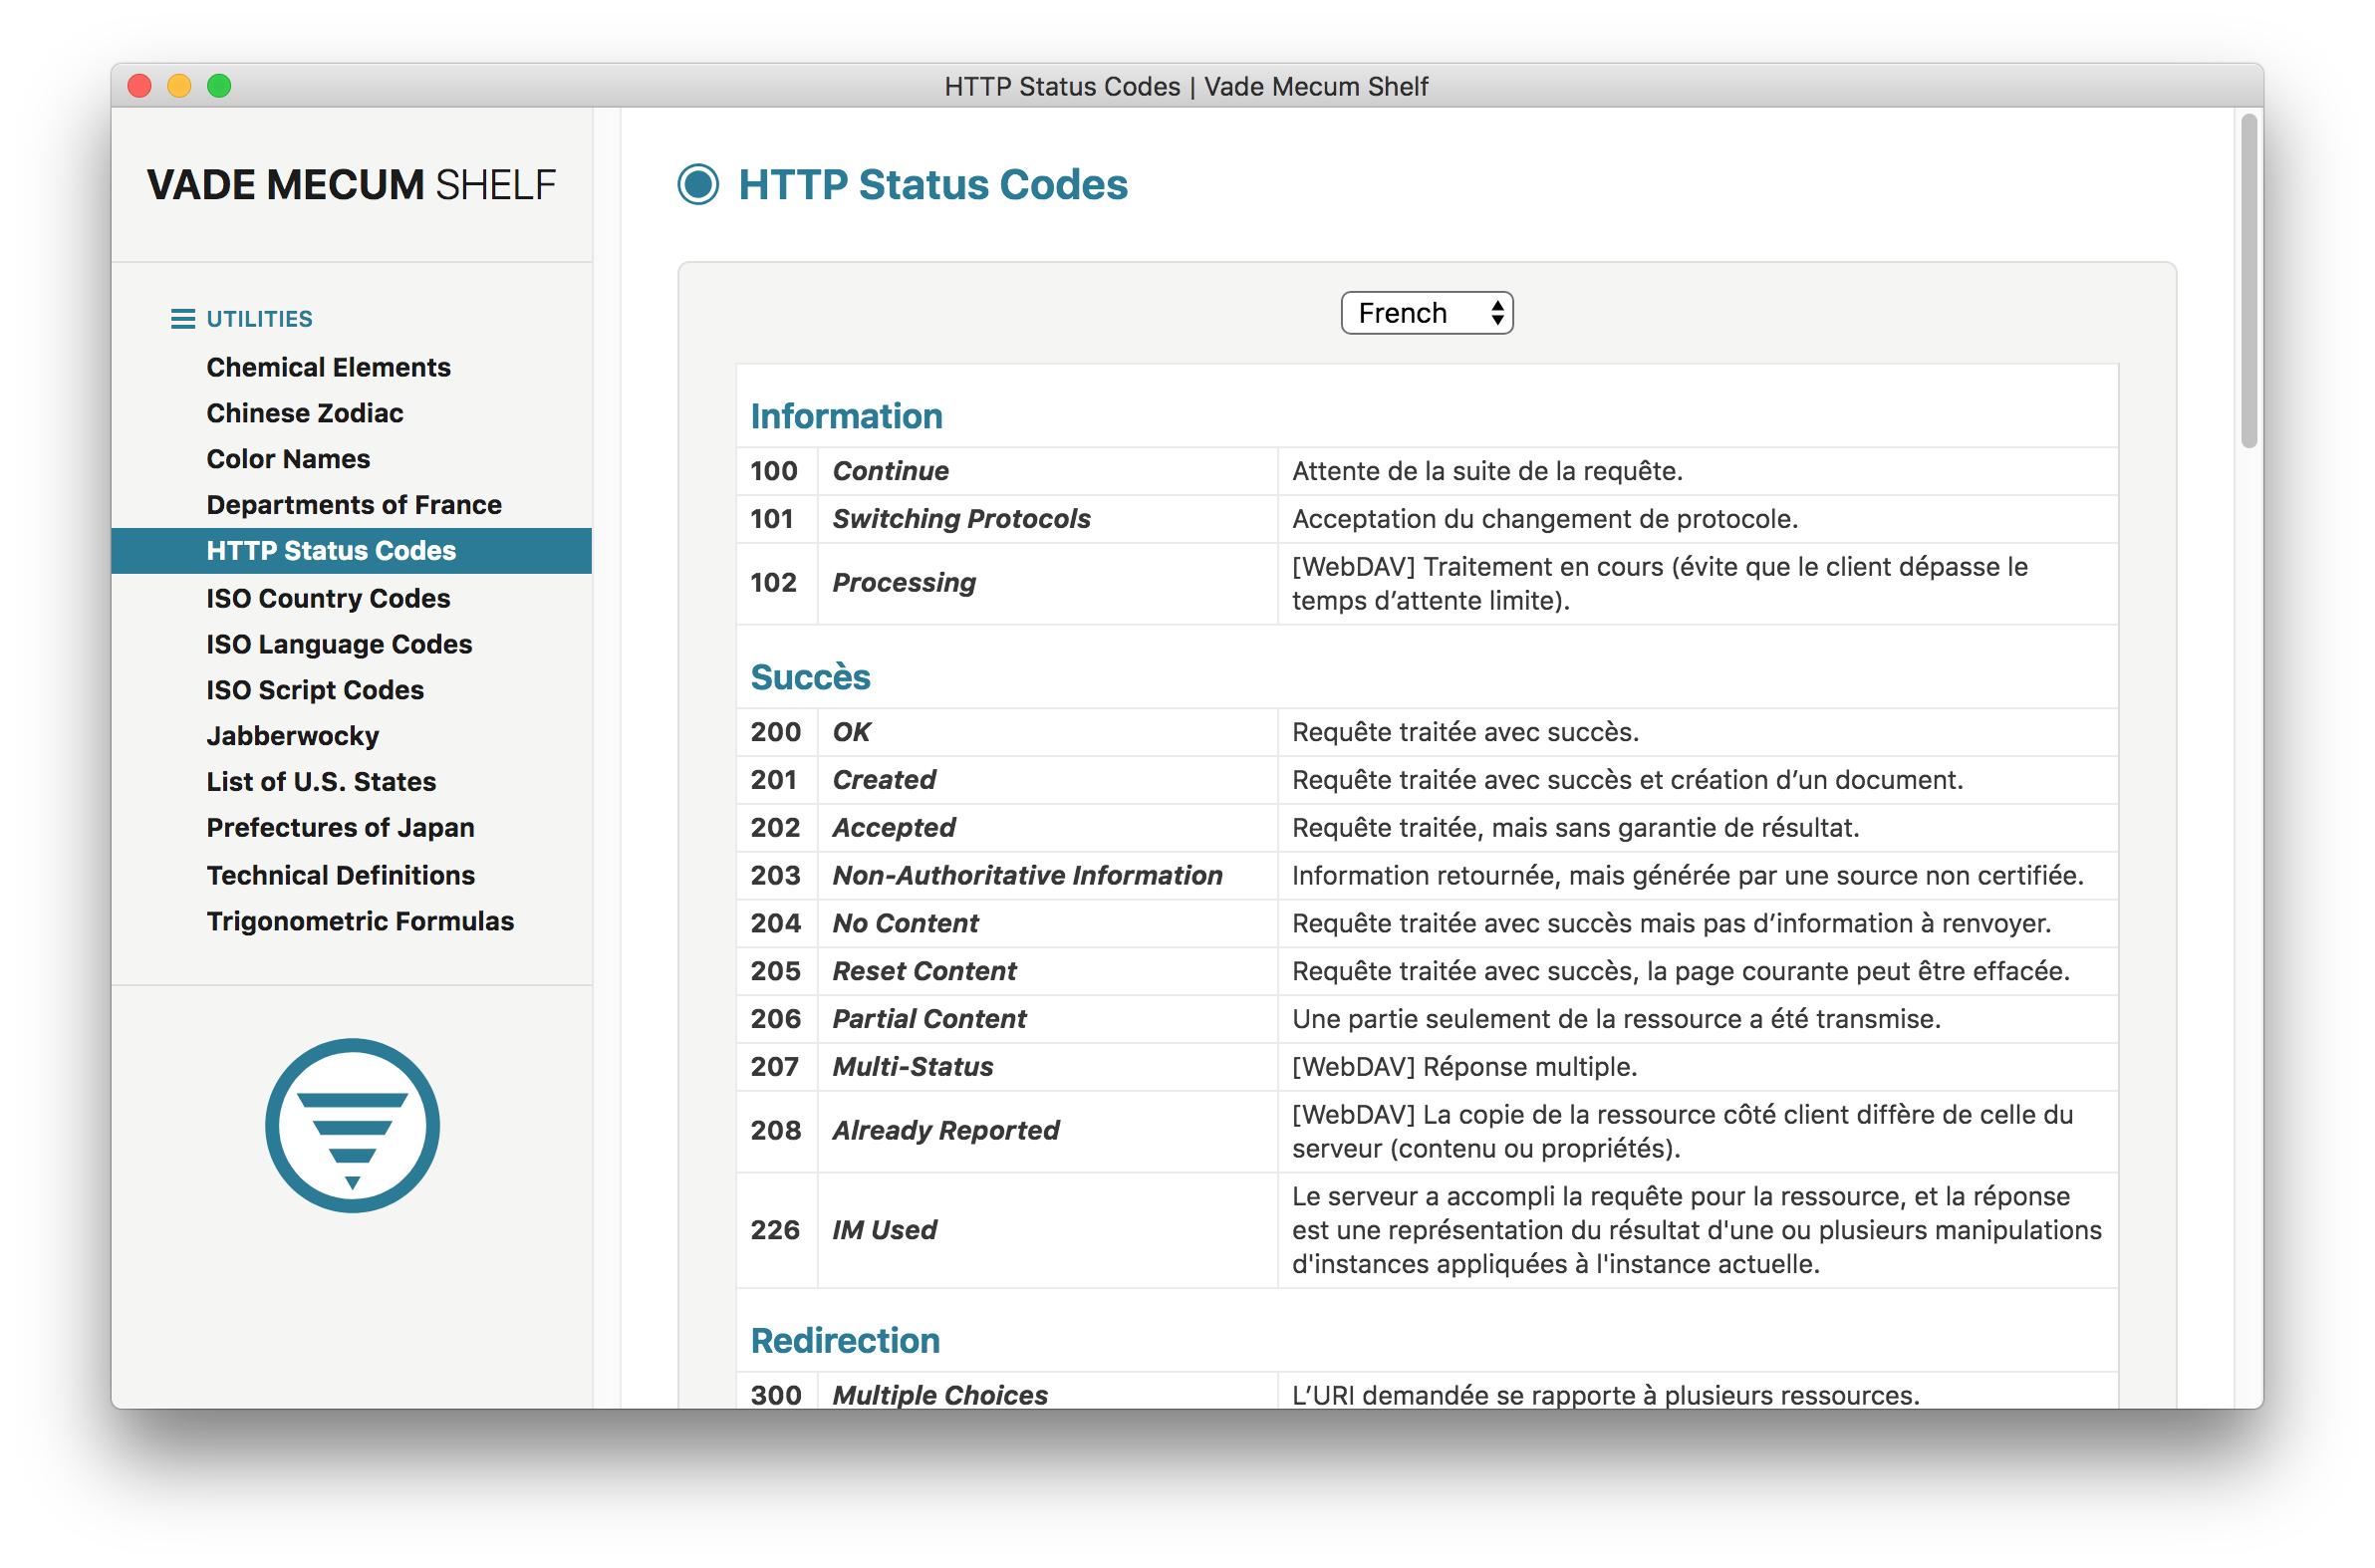 HTTP Status Codes | Vade Mecum Shelf
VADE MECUM SHELF
UTILITIES
Chemical Elements
Chinese Zodiac
Color Names
Departments of France
HTTP Status Codes
ISO Country Codes
ISO Language Codes
ISO Script Codes
Jabberwocky
List of U.S. States
Prefectures of Japan
Technical Definitions
Trigonometric Formulas
HTTP Status Codes
French
Information
100 Continue Attente de la suite de la requête.
101 Switching Protocols Acceptation du changement de protocole.
102 Processing [WebDAV] Traitement en cours (évite que le client dépasse le
temps d’attente limite).
Succès
200 OK Requête traitée avec succès.
201 Created Requête traitée avec succès et création d’un document.
202 Accepted Requête traitée, mais sans garantie de résultat.
203 Non-Authoritative Information Information retournée, mais générée par une source non certifiée.
204 No Content Requête traitée avec succès mais pas d’information à renvoyer.
205 Reset Content Requête traitée avec succès, la page courante peut être effacée.
206 Partial Content Une partie seulement de la ressource a été transmise.
207 Multi-Status [WebDAV] Réponse multiple.
208 Already Reported [WebDAV] La copie de la ressource côté client diffère de celle du
serveur (contenu ou propriétés).
226 IM Used Le serveur a accompli la requête pour la ressource, et la réponse
est une représentation du résultat d'une ou plusieurs manipulations
d'instances appliquées à l'instance actuelle.
Redirection
300 Multiple Choices L’URI demandée se rapporte à plusieurs ressources.